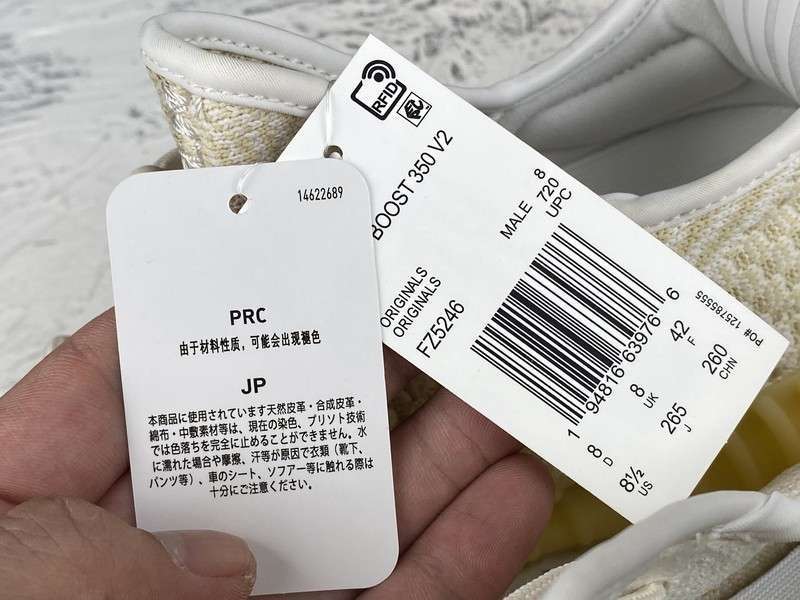 14622689
PRC
由于材料性质，可能会出现褪色
JP
本商品に使用されています天然皮革・合成皮革・
綿布・中敷素材等は、現在の染色、プリント技術
では色落ちを完全に止めることができません。水
に濡れた場合や摩擦、汗等が原因で衣類（靴下、
パンツ等）、車のシート、ソファー等に触れる際は
十分にご注意ください。
RFID
BOOST 350 V2
ORIGINALS
ORIGINALS
FZ5246
MALE 8
720
UPC
1 94816 63976 6
8 D
8 UK
42 F
8½ US
265 J
260 CHN
PO# 125785555